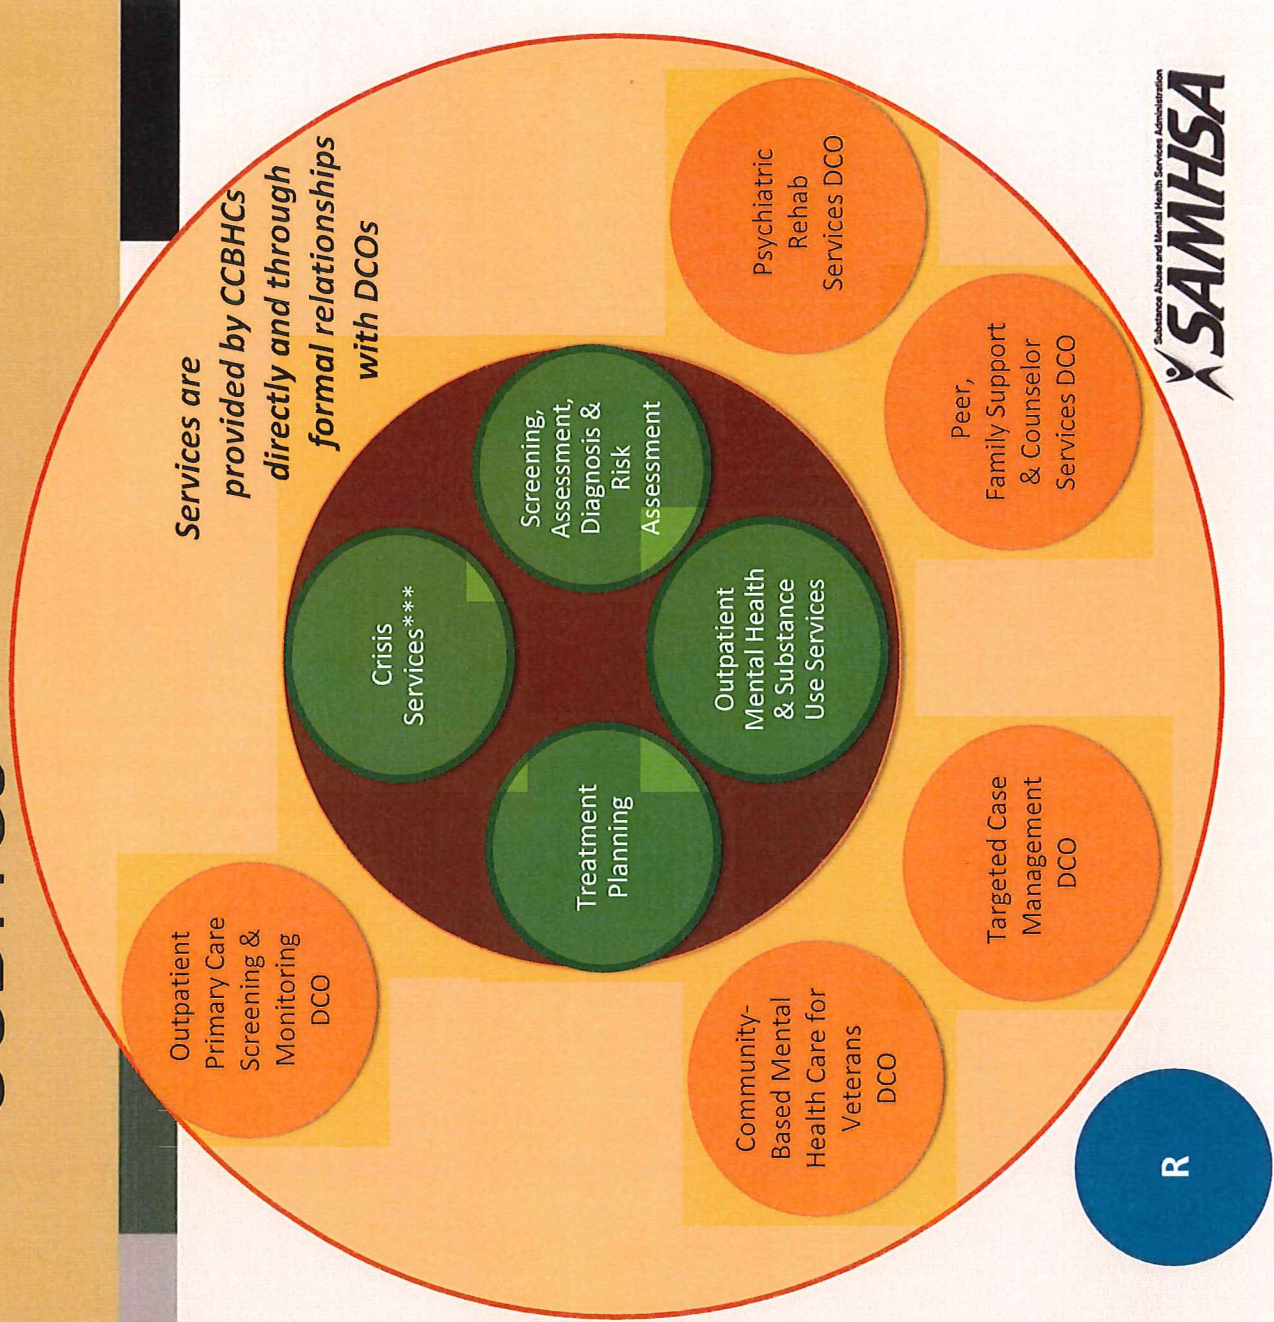 Services are
provided by CCBHCs
directly and through
formal relationships
with DCOs
Outpatient
Primary Care
Screening &
Monitoring
DCO
Crisis
Services***
Screening,
Assessment,
Diagnosis &
Risk
Assessment
Treatment
Planning
Outpatient
Mental Health
& Substance
Use Services
Psychiatric
Rehab
Services DCO
Community-
Based Mental
Health Care for
Veterans
DCO
Targeted Case
Management
DCO
Peer,
Family Support
& Counselor
Services DCO
R
Substance Abuse and Mental Health Services Administration
SAMHSA